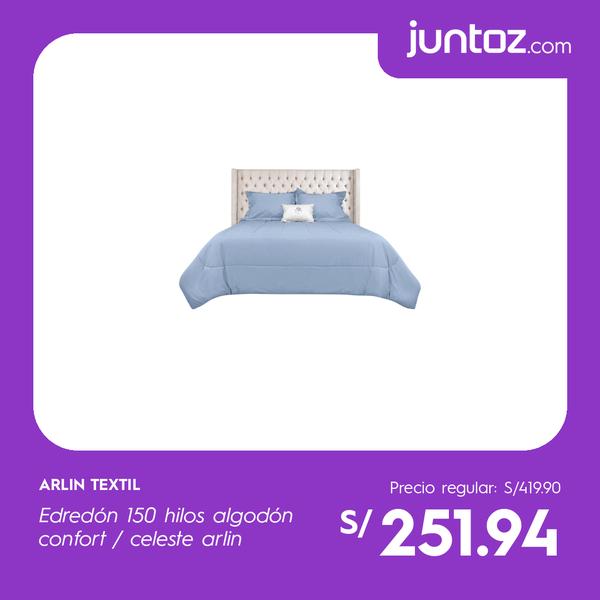 juntoz.com
ARLIN TEXTIL
Edredón 150 hilos algodón
confort / celeste arlin
Precio regular: S/419.90
S/ 251.94